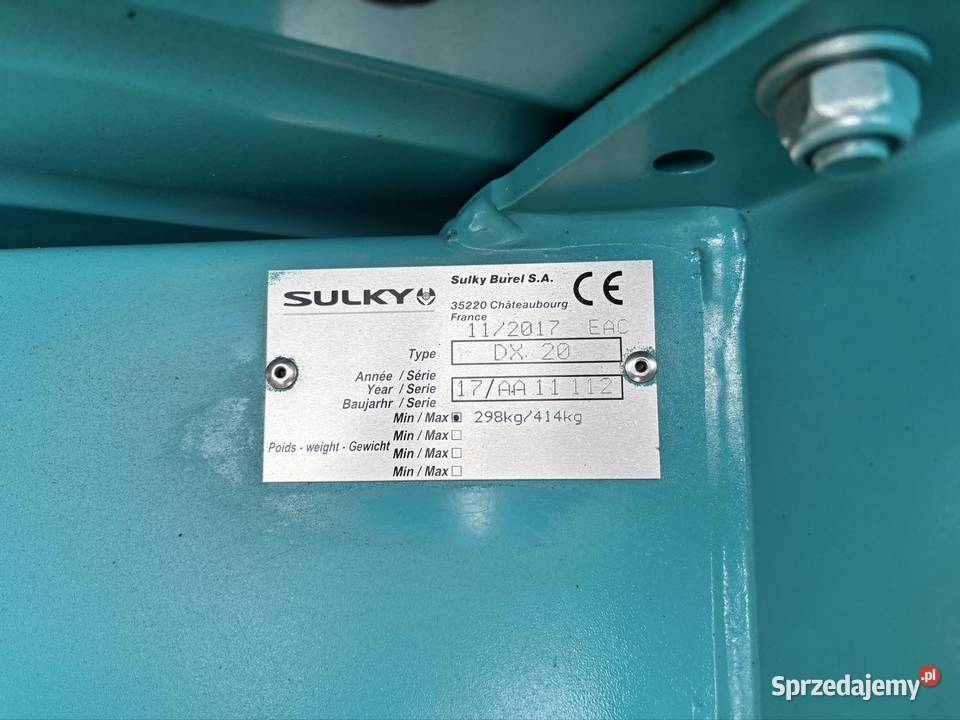 SULKY
Sulky Burel S.A.
35220 Châteaubourg
France
CE
11/2017 EAC
Type DX 20
Année / Série
Year / Serie 17/AA 11 112
Baujarhr / Serie
Poids - weight - Gewicht
Min / Max 298kg/414kg
Min / Max
Min / Max
Min / Max
Sprzedajemy.pl